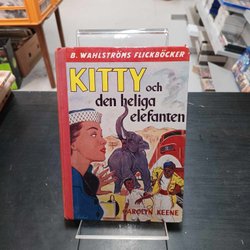 B. WAHLSTRÖMS FLICKBÖCKER
KITTY och
den heliga
elefanten
CAROLYN KEENE